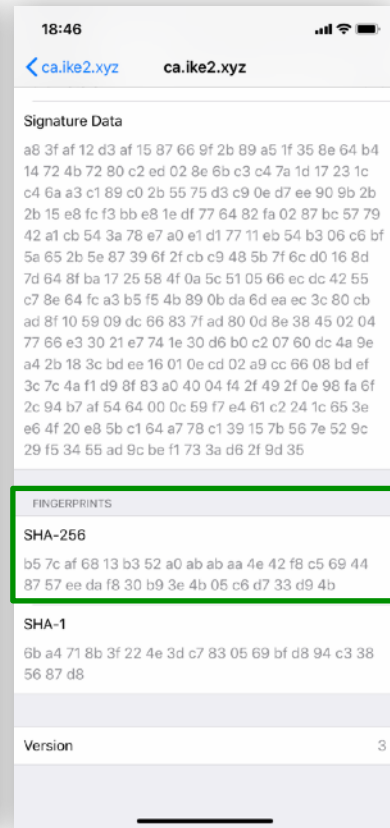 18:46
ca.ike2.xyz ca.ike2.xyz
Signature Data
a8 3f af 12 d3 af 15 87 66 9f 2b 89 a5 1f 35 8e 64 b4
14 72 4b 72 80 c2 ed 02 8e 6b c3 c4 7a 1d 17 23 1c
c4 6a a3 c1 89 c0 2b 55 75 d3 c9 0e d7 ee 90 9b 2b
2b 15 e8 fc f3 bb e8 1e df 77 64 82 fa 02 87 bc 57 79
42 a1 cb 54 3a 78 e7 a0 e1 d1 77 11 eb 54 b3 06 c6 bf
5a 65 2b 5e 87 39 6f 2f cb c9 48 5b 7f 6c d0 16 8d
7d 64 8f ba 17 25 58 4f 0a 5c 51 05 66 ec dc 42 55
c7 8e 64 fc a3 b5 f5 4b 89 0b da 6d ea ec 3c 80 cb
ad 8f 10 59 09 dc 66 83 7f ad 80 0d 8e 38 45 02 04
77 66 e3 30 21 e7 74 1e 30 d6 b0 c2 07 60 dc 4a 9e
a4 2b 18 3c bd ee 16 01 0e cd 02 a9 cc 66 08 bd ef
3c 7c 4a f1 d9 8f 83 a0 40 04 f4 2f 49 2f 0e 98 fa 6f
2c 94 b7 af 54 64 00 0c 59 f7 e4 61 c2 24 1c 65 3e
e6 4f 20 e8 5b c1 64 a7 78 c1 39 15 7b 56 7e 52 9c
29 f5 34 55 ad 9c be f1 73 3a d6 2f 9d 35
FINGERPRINTS
SHA-256
b5 7c af 68 13 b3 52 a0 ab ab aa 4e 42 f8 c5 69 44
87 57 ee da f8 30 b9 3e 4b 05 c6 d7 33 d9 4b
SHA-1
6b a4 71 8b 3f 22 4e 3d c7 83 05 69 bf d8 94 c3 38
56 87 d8
Version 3